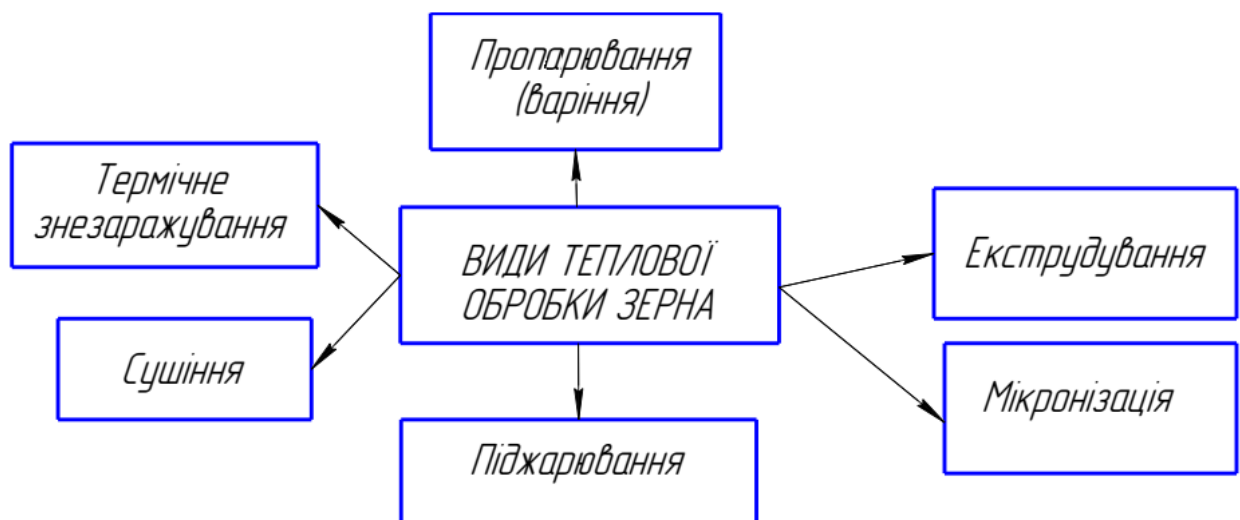 Пропарювання
(варіння)
Термічне
знезаражування
ВИДИ ТЕПЛОВОЇ
ОБРОБКИ ЗЕРНА
Екструдування
Сушіння
Мікронізація
Піджарювання